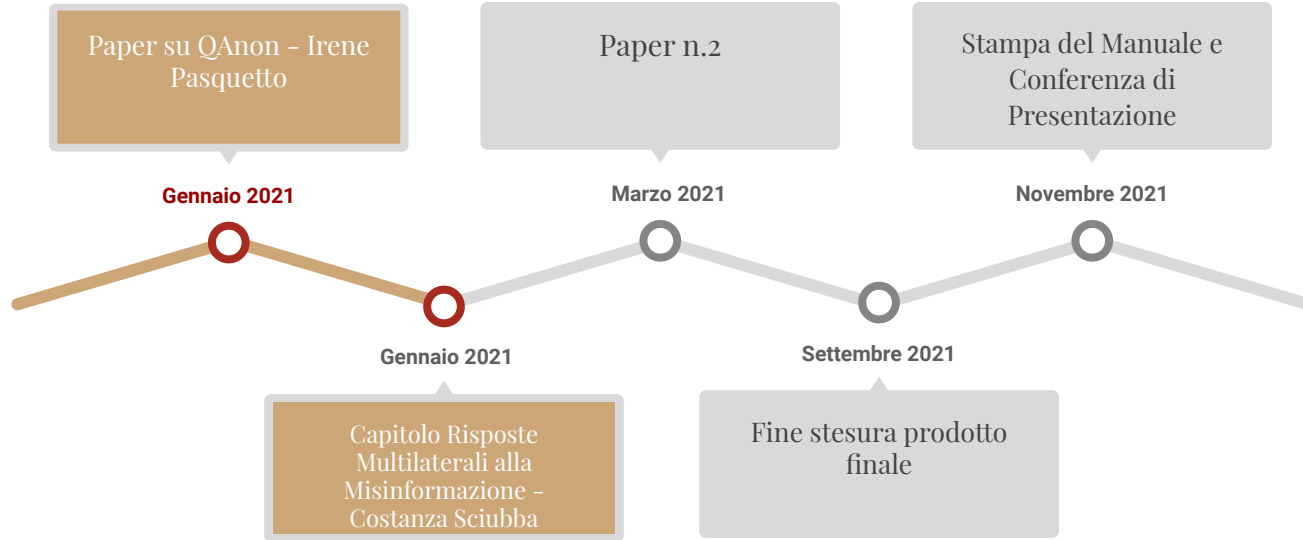 Paper su QAnon - Irene
Pasquetto
Paper n.2
Stampa del Manuale e
Conferenza di
Presentazione
Gennaio 2021
Marzo 2021
Novembre 2021
Gennaio 2021
Settembre 2021
Capitolo Risposte
Multilaterali alla
Misinformazione -
Costanza Sciubba
Fine stesura prodotto
finale